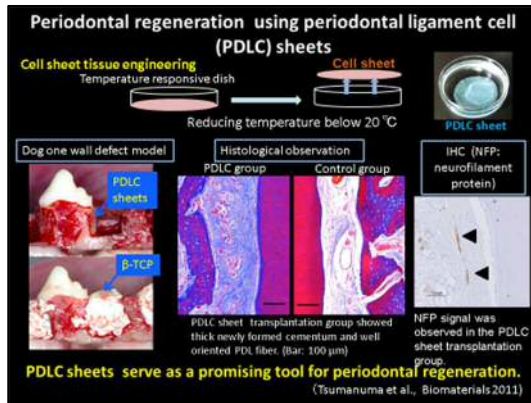 Periodontal regeneration using periodontal ligament cell
(PDLC) sheets
Cell sheet tissue engineering
Temperature responsive dish
Cell sheet
Reducing temperature below 20 ℃
PDLC sheet
Dog one wall defect model
PDLC
sheets
β-TCP
Histological observation
PDLC group
Control group
PDLC sheet transplantation group showed
thick newly formed cementum and well
oriented PDL fiber. (Bar: 100 μm)
IHC (NFP:
neurofilament
protein)
NFP signal was
observed in the PDLC
sheet transplantation
group.
PDLC sheets serve as a promising tool for periodontal regeneration.
(Tsumanuma et al., Biomaterials 2011)